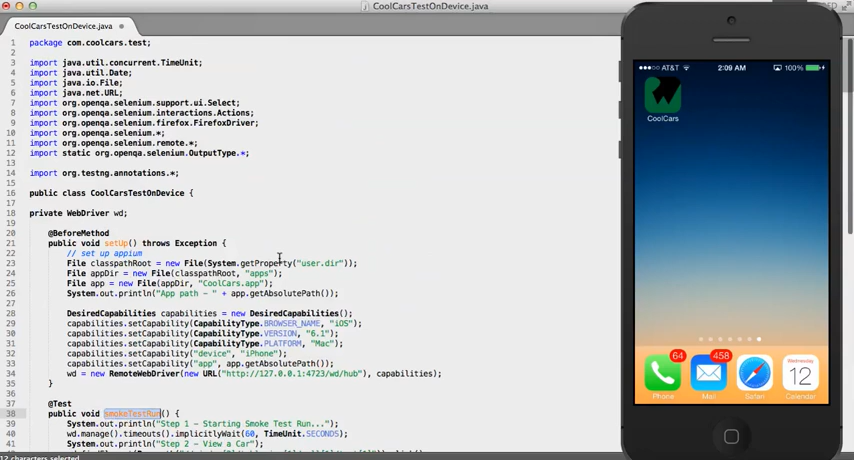 CoolCarsTestOnDevice.java
CoolCarsTestOnDevice.java
1 package com.coolcars.test;
2
3 import java.util.concurrent.TimeUnit;
4 import java.util.Date;
5 import java.io.File;
6 import java.net.URL;
7 import org.openqa.selenium.support.ui.Select;
8 import org.openqa.selenium.interactions.Actions;
9 import org.openqa.selenium.firefox.FirefoxDriver;
10 import org.openqa.selenium.*;
11 import org.openqa.selenium.remote.*;
12 import static org.openqa.selenium.OutputType.*;
13
14 import org.testng.annotations.*;
15
16 public class CoolCarsTestOnDevice {
17
18 private WebDriver wd;
19
20 @BeforeMethod
21 public void setUp() throws Exception {
22 // set up appium
23 File classpathRoot = new File(System.getProperty("user.dir"));
24 File appDir = new File(classpathRoot, "apps");
25 File app = new File(appDir, "CoolCars.app");
26 System.out.println("App path - " + app.getAbsolutePath());
27
28 DesiredCapabilities capabilities = new DesiredCapabilities();
29 capabilities.setCapability(CapabilityType.BROWSER_NAME, "iOS");
30 capabilities.setCapability(CapabilityType.VERSION, "6.1");
31 capabilities.setCapability(CapabilityType.PLATFORM, "Mac");
32 capabilities.setCapability("device", "iPhone");
33 capabilities.setCapability("app", app.getAbsolutePath());
34 wd = new RemoteWebDriver(new URL("http://127.0.0.1:4723/wd/hub"), capabilities);
35 }
36
37 @Test
38 public void smokeTestRun() {
39 System.out.println("Step 1 - Starting Smoke Test Run...");
40 wd.manage().timeouts().implicitlyWait(60, TimeUnit.SECONDS);
41 System.out.println("Step 2 - View a Car");
12 characters selected
AT&T 2:09 AM 100%
CoolCars
64 458 Wednesday
12
Phone Mail Safari Calendar